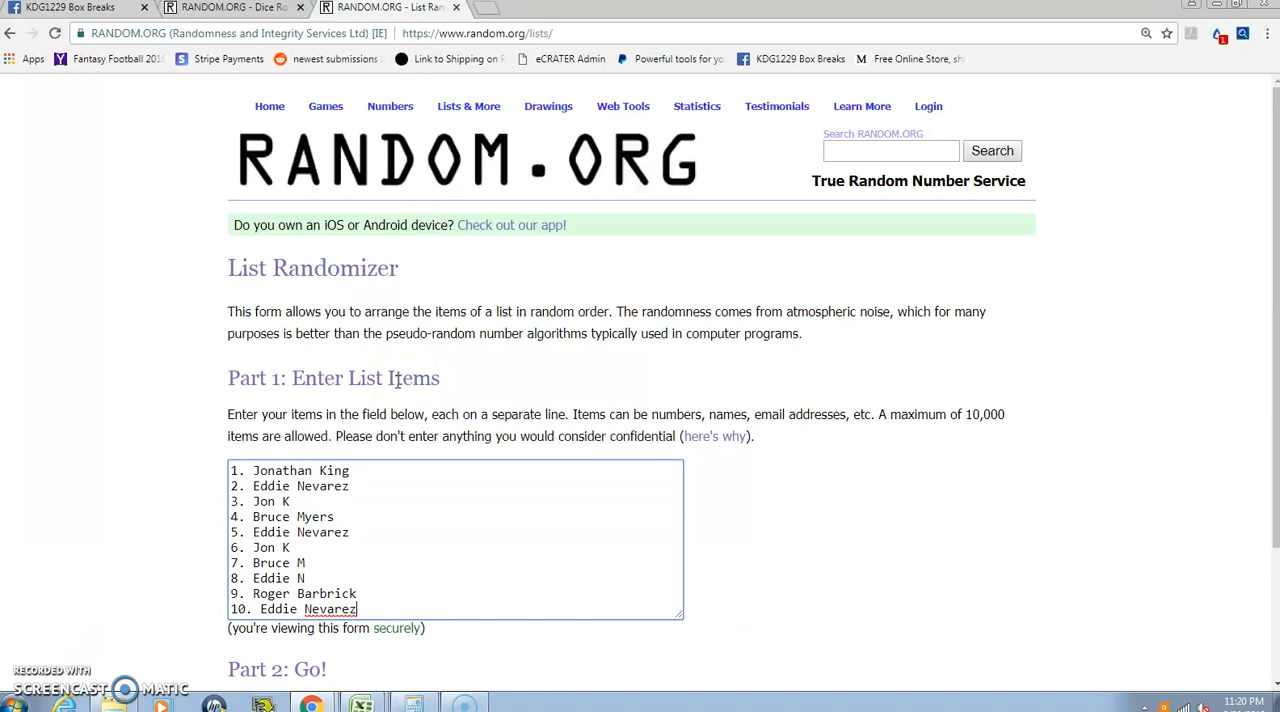 KDG1229 Box Breaks
RANDOM.ORG - Dice Ro
RANDOM.ORG - List Ran
RANDOM.ORG (Randomness and Integrity Services Ltd) [IE]
https://www.random.org/lists/
Apps
Fantasy Football 201
Stripe Payments
newest submissions
Link to Shipping on P
eCRATER Admin
Powerful tools for yo
KDG1229 Box Breaks
Free Online Store, sh
Home Games Numbers Lists & More Drawings Web Tools Statistics Testimonials Learn More Login
RANDOM.ORG
Search RANDOM.ORG
Search
True Random Number Service
Do you own an iOS or Android device? Check out our app!
List Randomizer
This form allows you to arrange the items of a list in random order. The randomness comes from atmospheric noise, which for many
purposes is better than the pseudo-random number algorithms typically used in computer programs.
Part 1: Enter List Items
Enter your items in the field below, each on a separate line. Items can be numbers, names, email addresses, etc. A maximum of 10,000
items are allowed. Please don't enter anything you would consider confidential (here's why).
1. Jonathan King
2. Eddie Nevarez
3. Jon K
4. Bruce Myers
5. Eddie Nevarez
6. Jon K
7. Bruce M
8. Eddie N
9. Roger Barbrick
10. Eddie Nevarez
(you're viewing this form securely)
Part 2: Go!
RECORDED WITH
SCREENCAST MATIC
1
11:20 PM